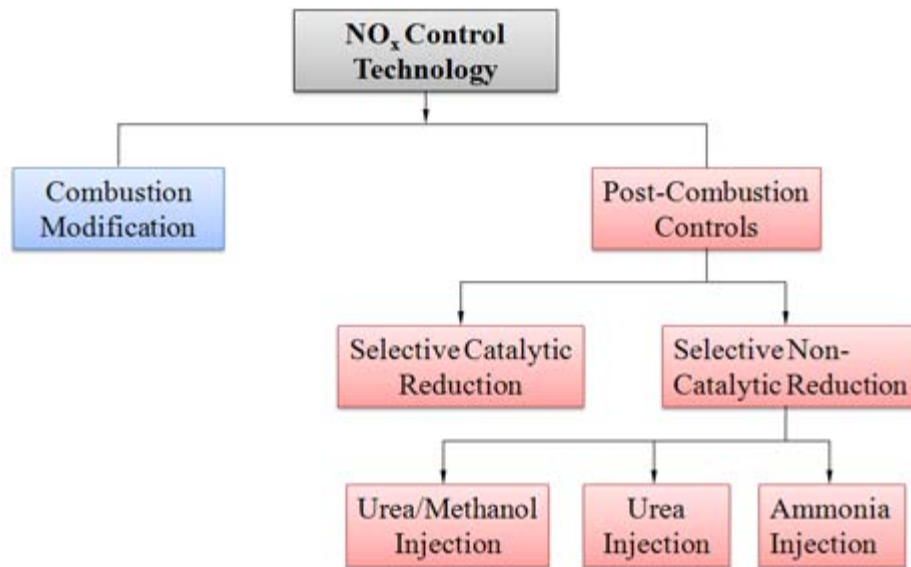 NOx Control
Technology
Combustion
Modification
Post-Combustion
Controls
Selective Catalytic
Reduction
Selective Non-
Catalytic Reduction
Urea/Methanol
Injection
Urea
Injection
Ammonia
Injection